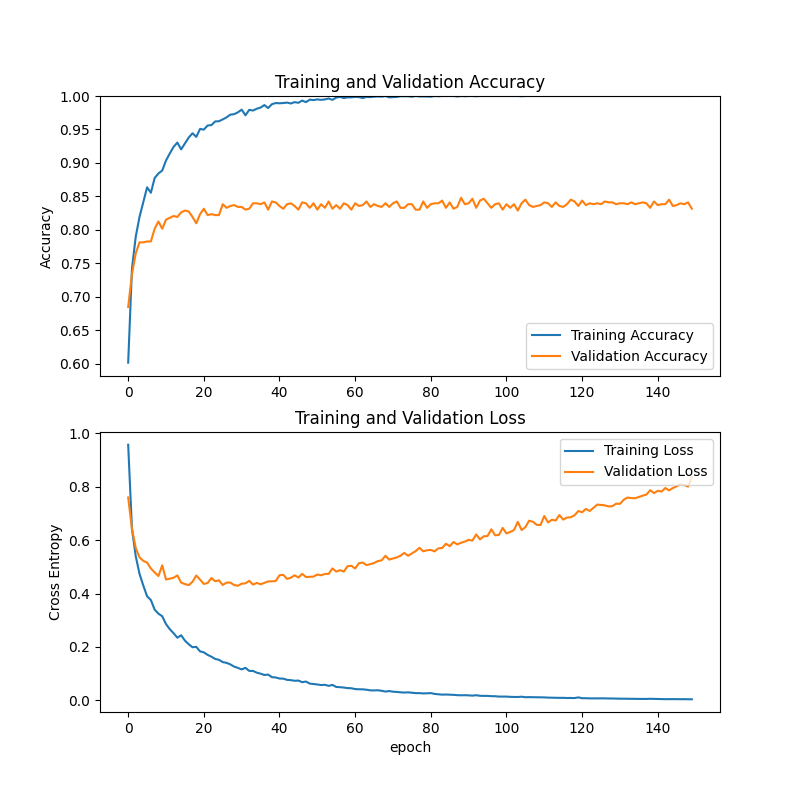 Training and Validation Accuracy
1.00
0.95
0.90
0.85
0.80
0.75
0.70
0.65
0.60
Accuracy
Training Accuracy
Validation Accuracy
0 20 40 60 80 100 120 140
Training and Validation Loss
1.0
0.8
0.6
0.4
0.2
0.0
Cross Entropy
Training Loss
Validation Loss
0 20 40 60 80 100 120 140
epoch